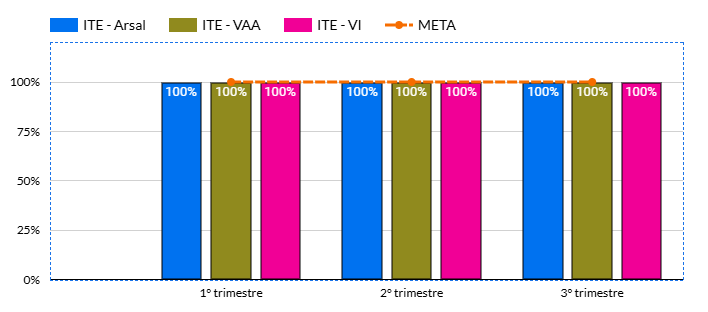 ITE - Arsal ITE - VAA ITE - VI META
100%
100% 100% 100% 100% 100% 100% 100% 100% 100%
75%
50%
25%
0%
1º trimestre 2º trimestre 3º trimestre